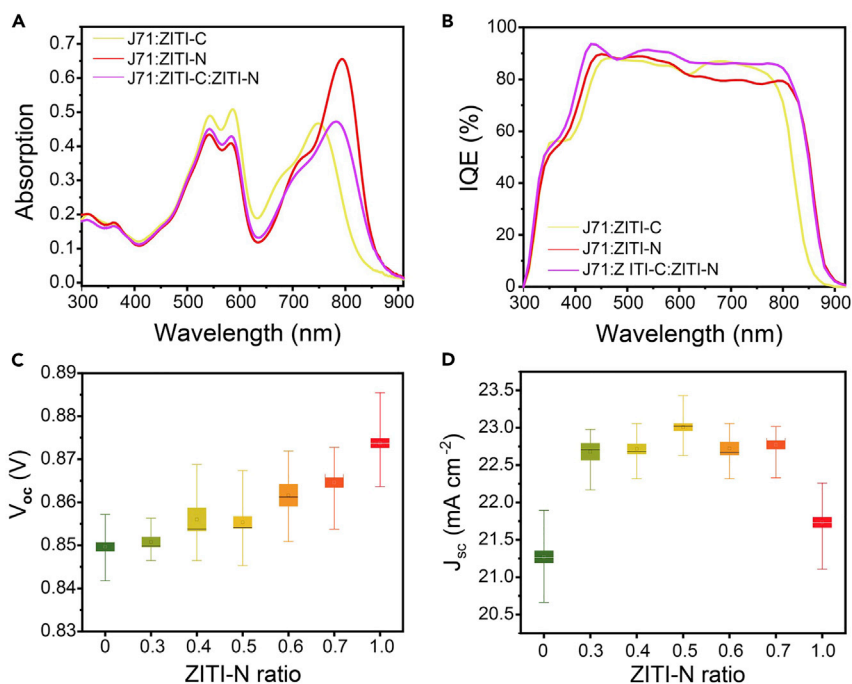 A
0.7
0.6
0.5
0.4
0.3
0.2
0.1
0.0
Absorption
J71:ZITI-C
J71:ZITI-N
J71:ZITI-C:ZITI-N
300 400 500 600 700 800 900
Wavelength (nm)
B
100
80
60
40
20
0
IQE (%)
J71:ZITI-C
J71:ZITI-N
J71:Z ITI-C:ZITI-N
300 400 500 600 700 800 900
Wavelength (nm)
C
0.89
0.88
0.87
0.86
0.85
0.84
0.83
Voc (V)
0 0.3 0.4 0.5 0.6 0.7 1.0
ZITI-N ratio
D
23.5
23.0
22.5
22.0
21.5
21.0
20.5
Jsc (mA cm⁻²)
0 0.3 0.4 0.5 0.6 0.7 1.0
ZITI-N ratio